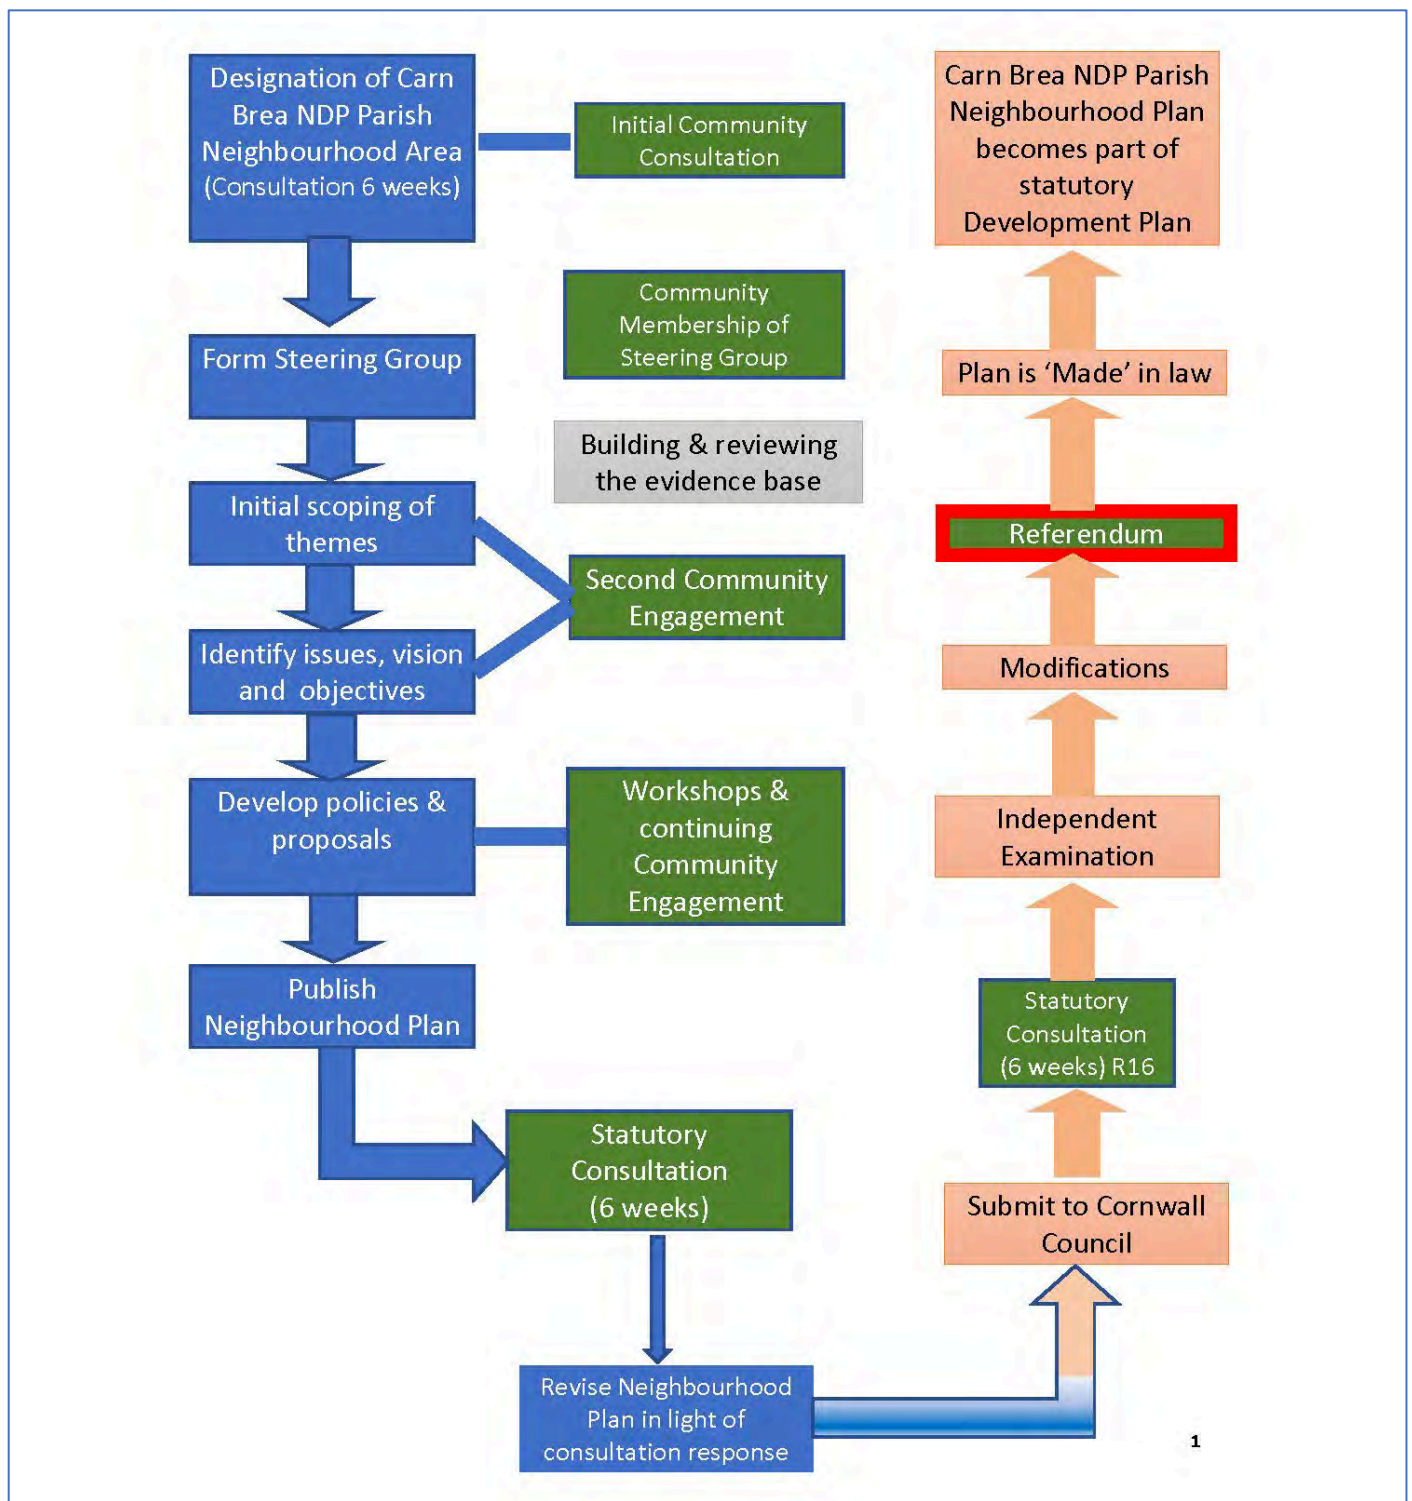 Designation of Carn
Brea NDP Parish
Neighbourhood Area
(Consultation 6 weeks)
Initial Community
Consultation
Community
Membership of
Steering Group
Form Steering Group
Building & reviewing
the evidence base
Initial scoping of
themes
Second Community
Engagement
Identify issues, vision
and objectives
Develop policies &
proposals
Workshops &
continuing
Community
Engagement
Publish
Neighbourhood Plan
Statutory
Consultation
(6 weeks)
Revise Neighbourhood
Plan in light of
consultation response
Submit to Cornwall
Council
Statutory
Consultation
(6 weeks) R16
Independent
Examination
Modifications
Referendum
Plan is ‘Made’ in law
Carn Brea NDP Parish
Neighbourhood Plan
becomes part of
statutory
Development Plan
1